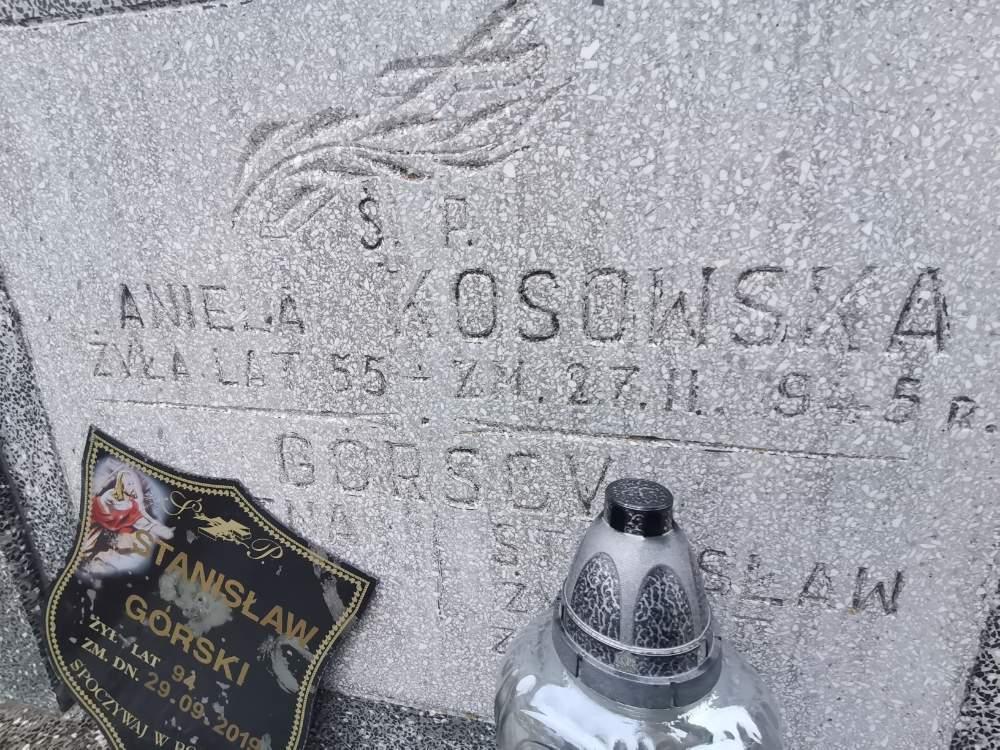 Ś. P.
ANIELA KOSOWSKA
ŻYŁA LAT 55 - ZM. 27. II. 1945 R.
GÓRSCY
Ś. P.
STANISŁAW
GÓRSKI
ŻYŁ LAT 94
ZM. DN. 29.09.2019
SPOCZYWAJ W